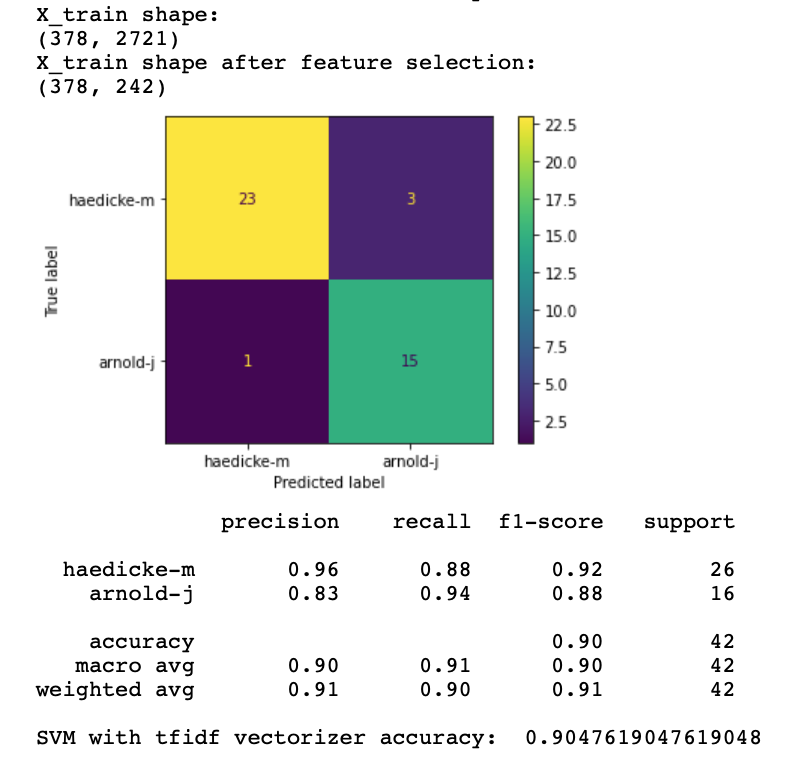 X_train shape:
(378, 2721)
X_train shape after feature selection:
(378, 242)
22.5
20.0
17.5
15.0
12.5
10.0
7.5
5.0
2.5
haedicke-m 23 3
True label
arnold-j 1 15
haedicke-m arnold-j
Predicted label
precision recall f1-score support
haedicke-m 0.96 0.88 0.92 26
arnold-j 0.83 0.94 0.88 16
accuracy 0.90 42
macro avg 0.90 0.91 0.90 42
weighted avg 0.91 0.90 0.91 42
SVM with tfidf vectorizer accuracy: 0.9047619047619048